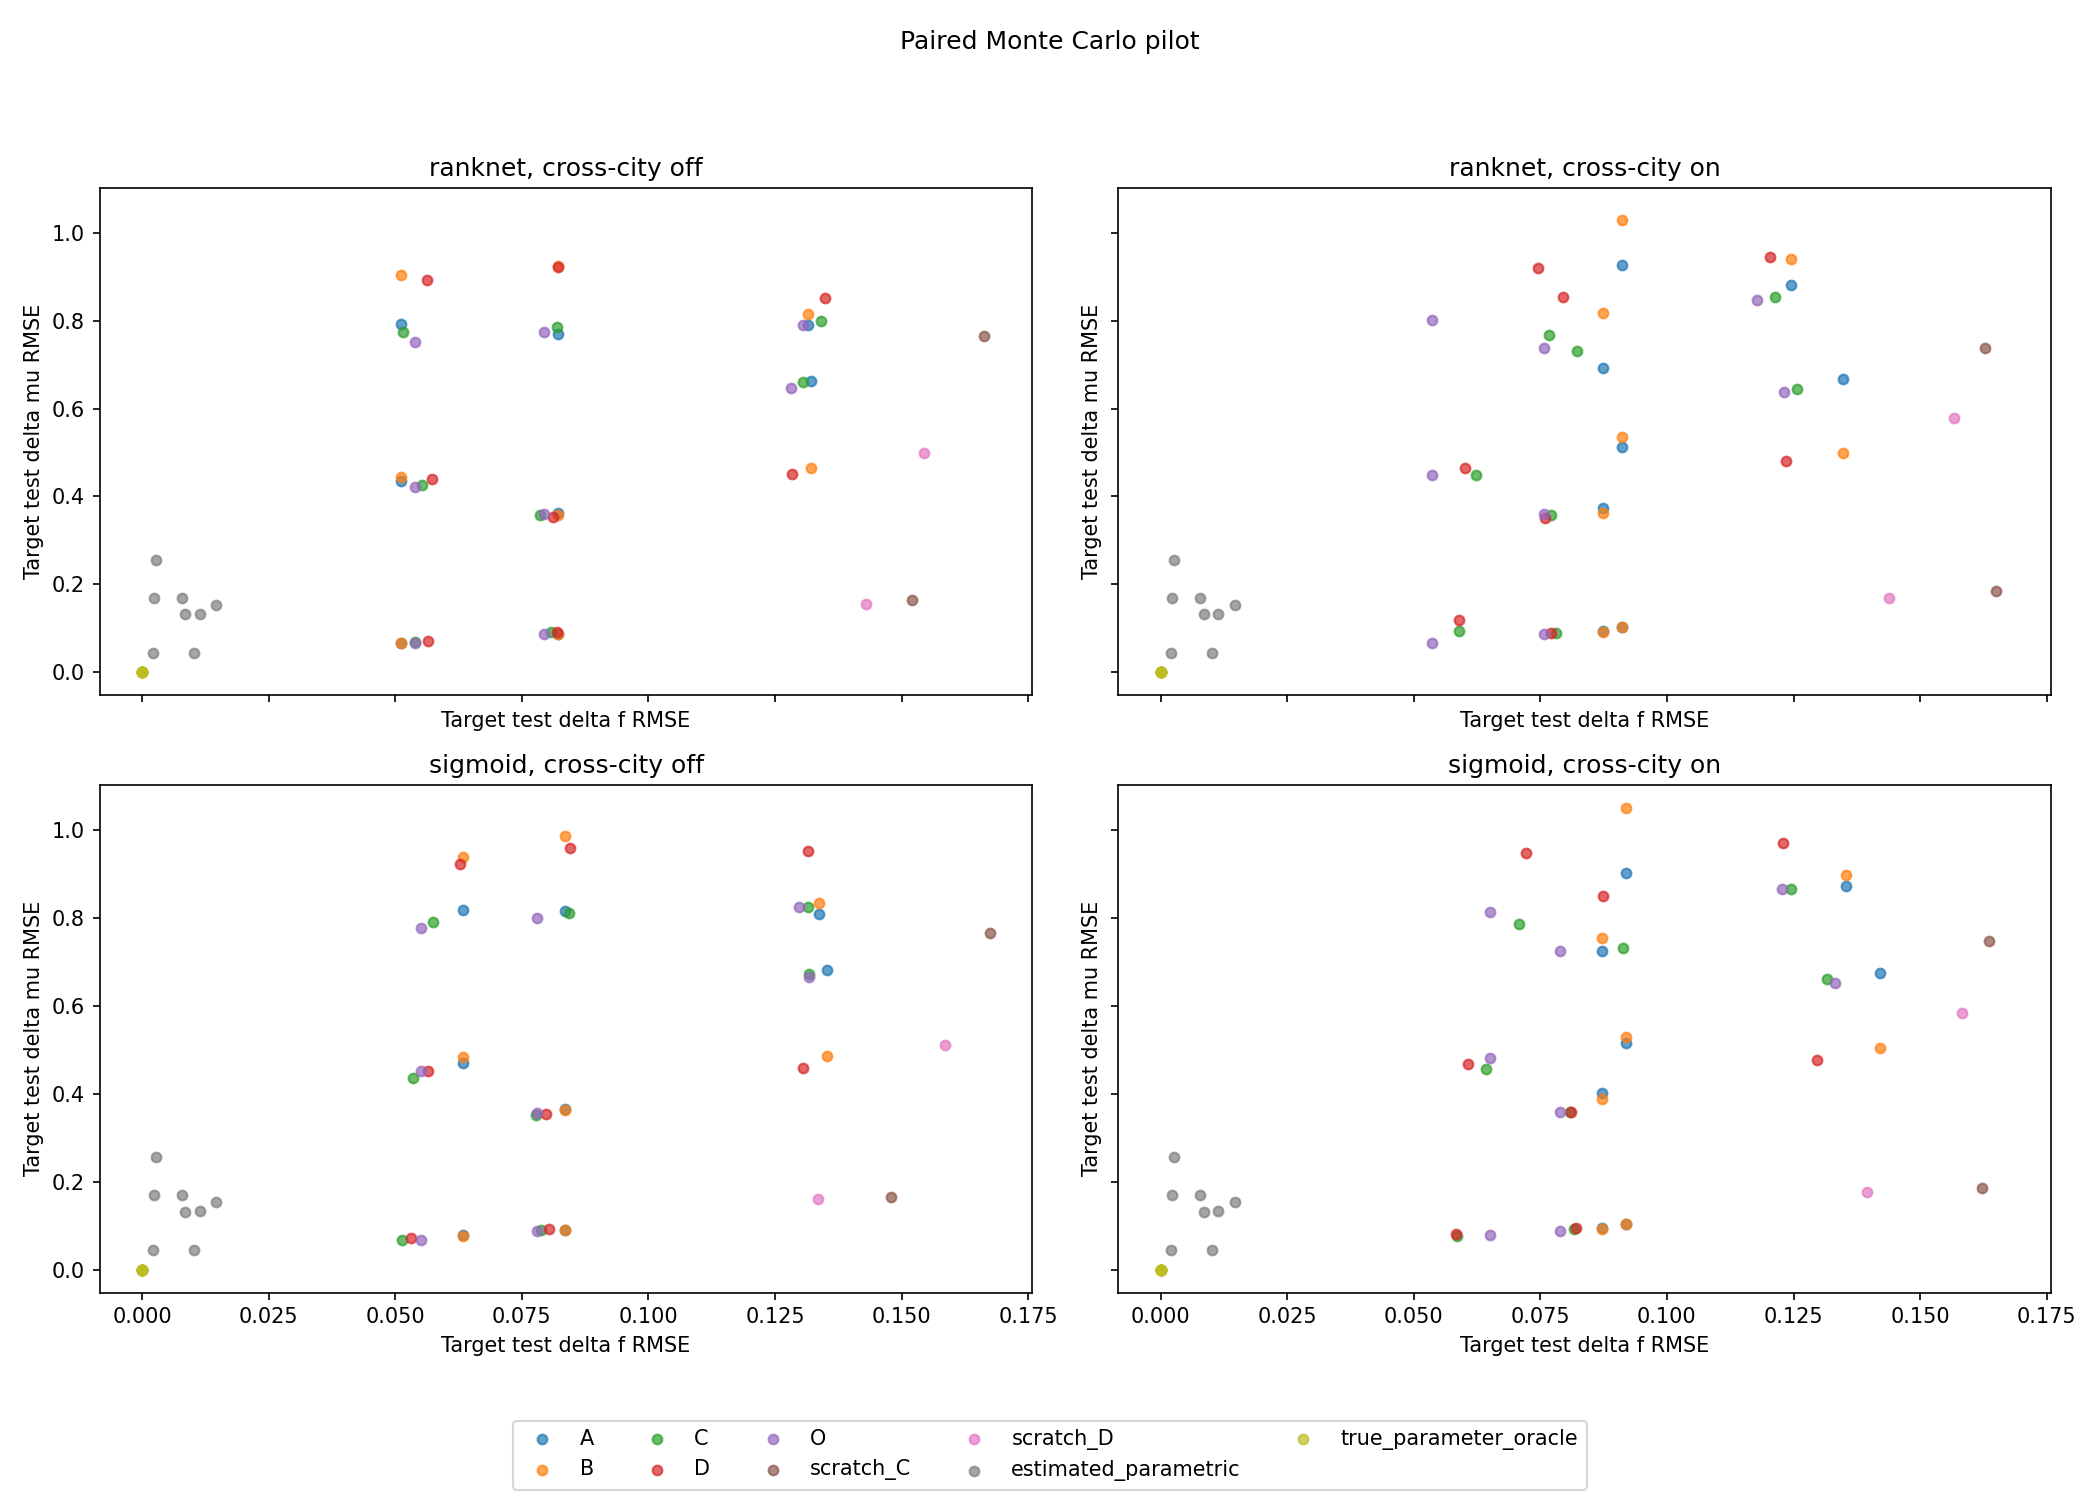 Paired Monte Carlo pilot
ranknet, cross-city off
ranknet, cross-city on
Target test delta mu RMSE
1.0
0.8
0.6
0.4
0.2
0.0
Target test delta f RMSE
Target test delta mu RMSE
Target test delta f RMSE
sigmoid, cross-city off
sigmoid, cross-city on
Target test delta mu RMSE
1.0
0.8
0.6
0.4
0.2
0.0
0.000 0.025 0.050 0.075 0.100 0.125 0.150 0.175
Target test delta f RMSE
Target test delta mu RMSE
0.000 0.025 0.050 0.075 0.100 0.125 0.150 0.175
Target test delta f RMSE
A C O scratch_D true_parameter_oracle
B D scratch_C estimated_parametric